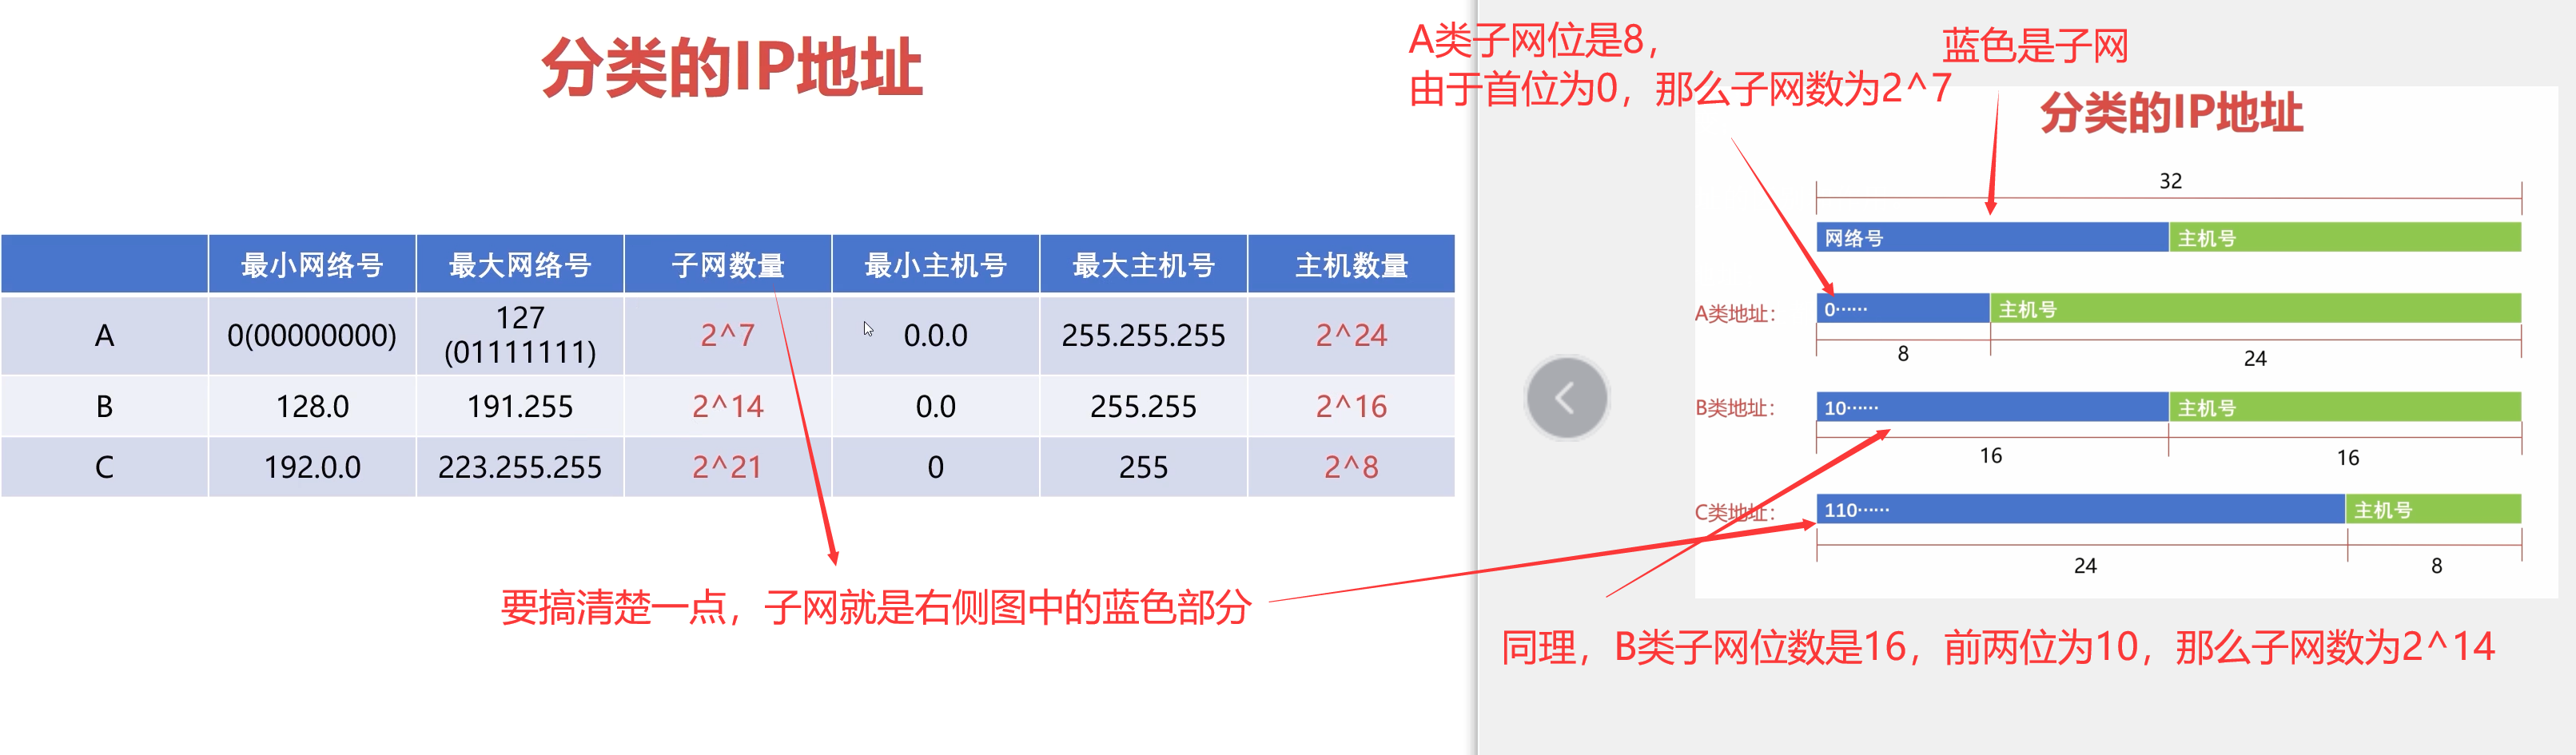 分类的IP地址
最小网络号 最大网络号 子网数量 最小主机号 最大主机号 主机数量
A 0(00000000) 127 (01111111) 2^7 0.0.0 255.255.255 2^24
B 128.0 191.255 2^14 0.0 255.255 2^16
C 192.0.0 223.255.255 2^21 0 255 2^8
要搞清楚一点，子网就是右侧图中的蓝色部分
A类子网位是8，
由于首位为0，那么子网数为2^7
蓝色是子网
分类的IP地址
32
网络号 主机号
A类地址： 0…… 主机号
8 24
B类地址： 10…… 主机号
16 16
C类地址： 110…… 主机号
24 8
同理，B类子网位数是16，前两位为10，那么子网数为2^14